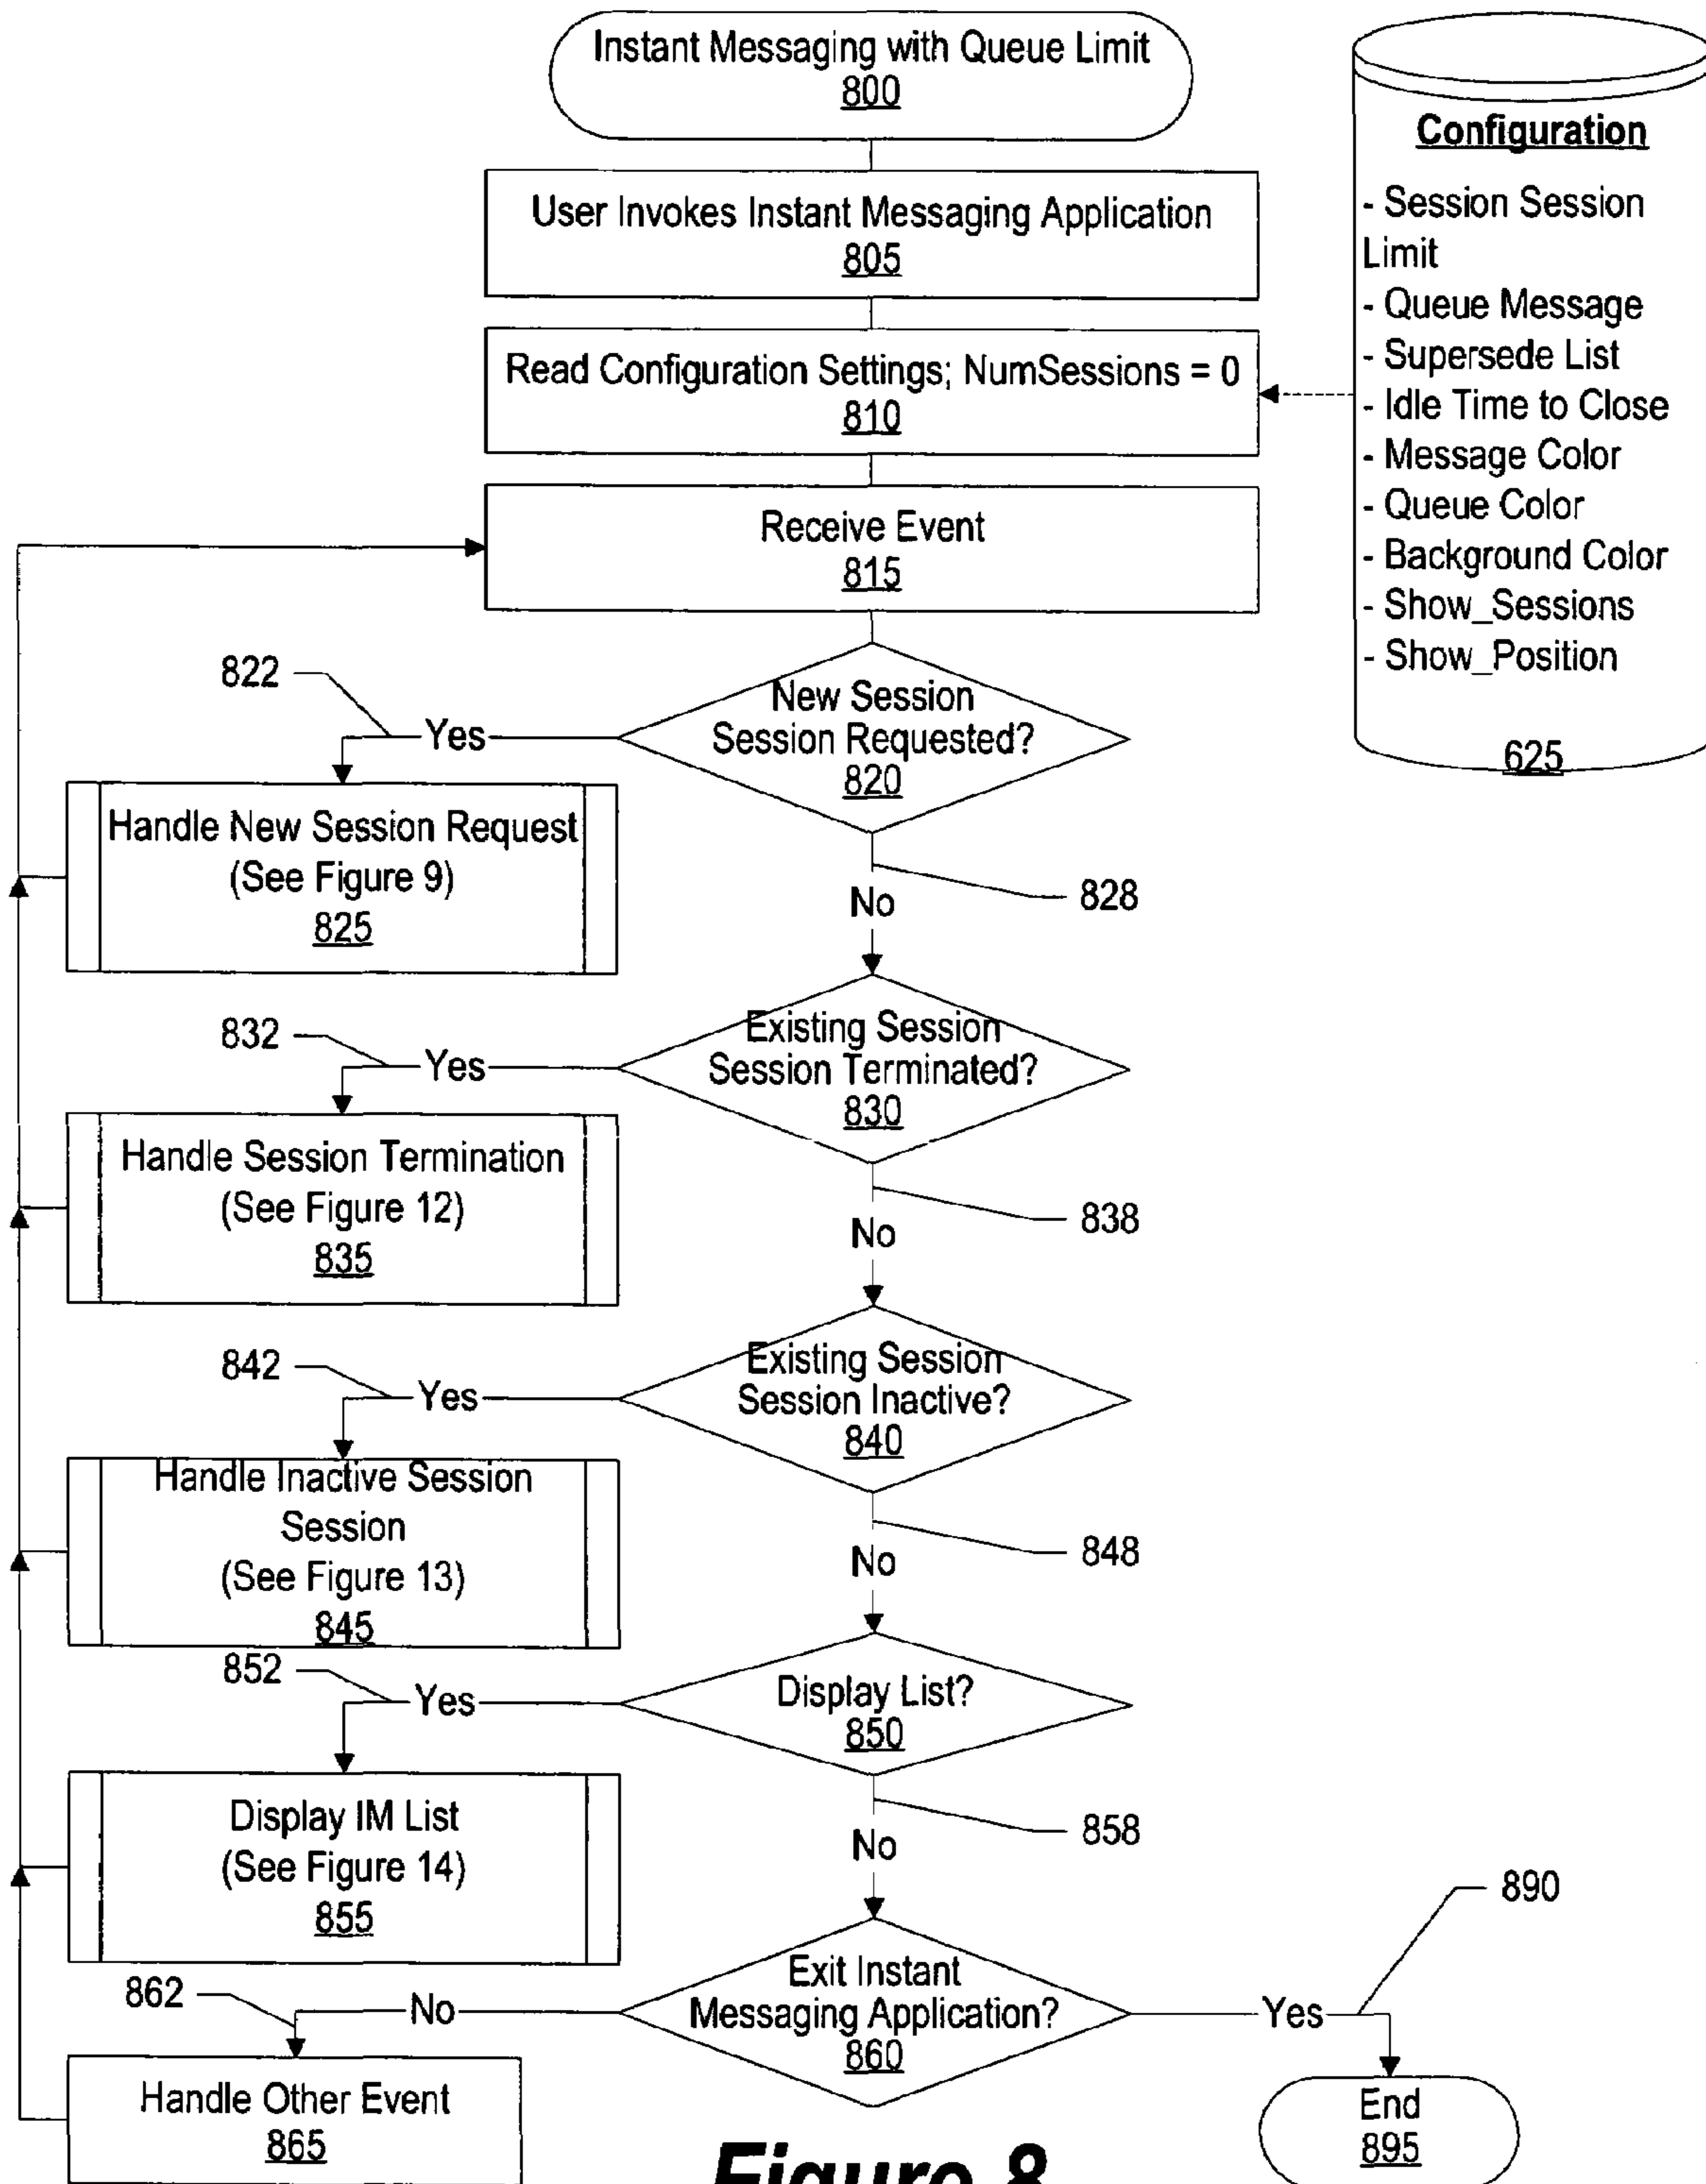 Instant Messaging with Queue Limit
800
User Invokes Instant Messaging Application
805
Read Configuration Settings; NumSessions = 0
810
Configuration
- Session Session
Limit
- Queue Message
- Supersede List
- Idle Time to Close
- Message Color
- Queue Color
- Background Color
- Show_Sessions
- Show_Position
625
Receive Event
815
New Session
Session Requested?
820
822
Yes
Handle New Session Request
(See Figure 9)
825
828
No
Existing Session
Session Terminated?
830
832
Yes
Handle Session Termination
(See Figure 12)
835
838
No
Existing Session
Session Inactive?
840
842
Yes
Handle Inactive Session
Session
(See Figure 13)
845
848
No
Display List?
850
852
Yes
Display IM List
(See Figure 14)
855
858
No
Exit Instant
Messaging Application?
860
862
No
Handle Other Event
865
890
Yes
End
895
Figure 8